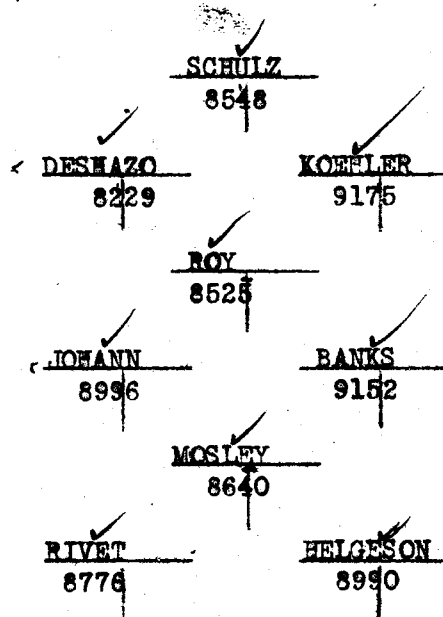 SCHULZ
8548
DESHAZO KOEHLER
8229 9175
ROY
8525
JOHANN BANKS
8996 9152
MOSLEY
8640
RIVET HELGESON
8776 8990